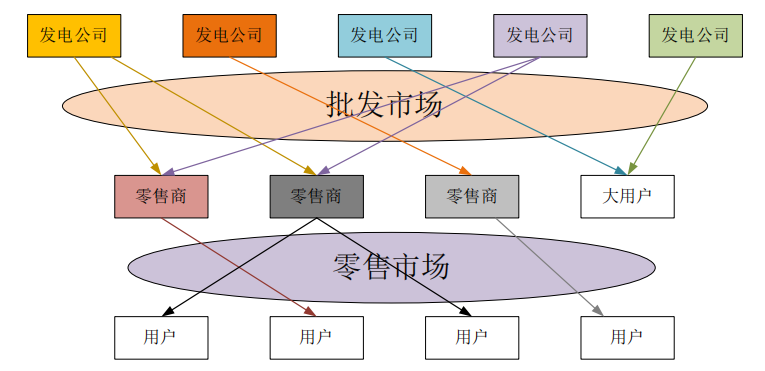 发电公司
发电公司
发电公司
发电公司
发电公司
批发市场
零售商
零售商
零售商
大用户
零售市场
用户
用户
用户
用户